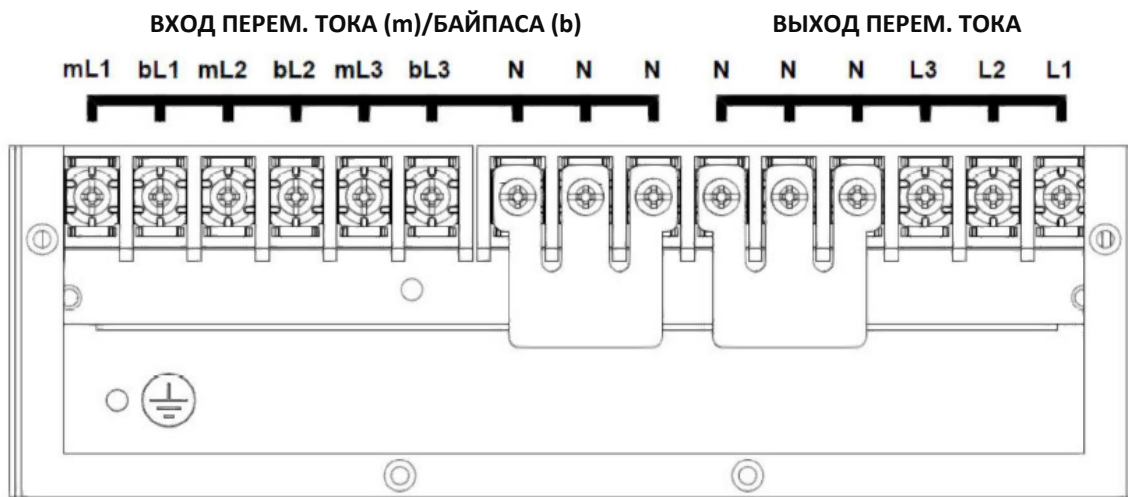 ВХОД ПЕРЕМ. ТОКА (m)/БАЙПАСА (b) ВЫХОД ПЕРЕМ. ТОКА
mL1 bL1 mL2 bL2 mL3 bL3 N N N N N N L3 L2 L1